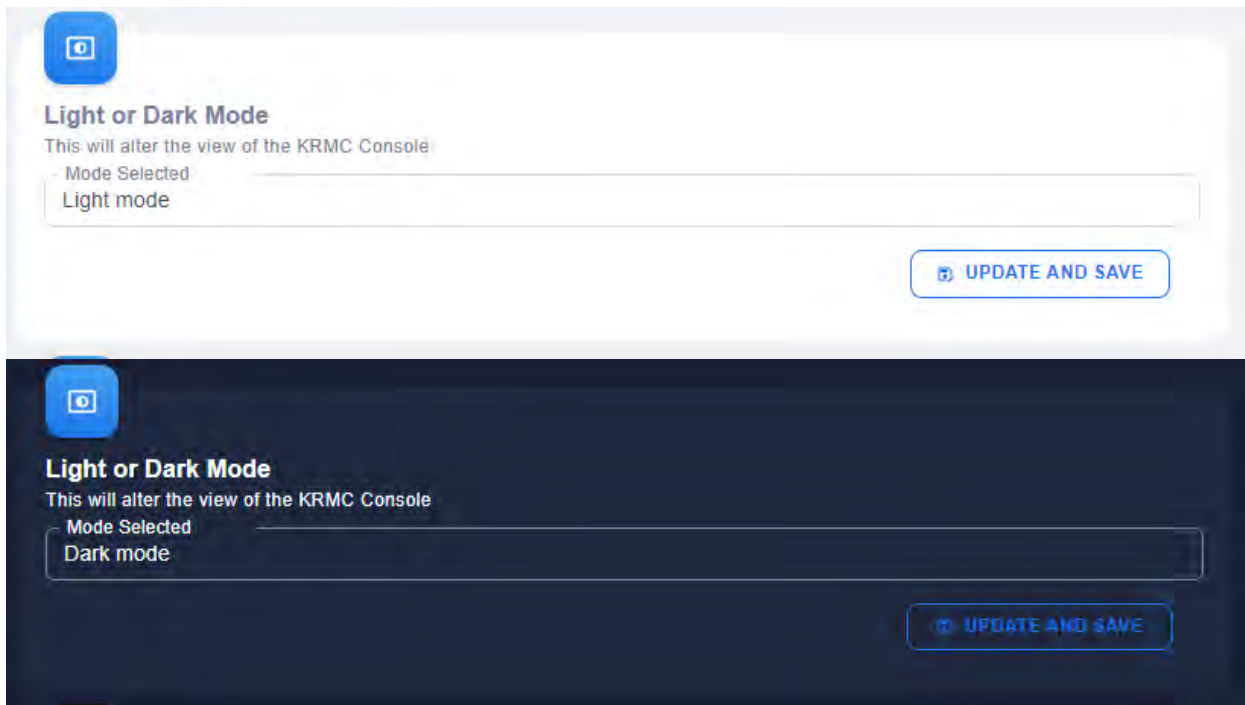 Light or Dark Mode
This will alter the view of the KRMC Console
Mode Selected
Light mode
UPDATE AND SAVE
Light or Dark Mode
This will alter the view of the KRMC Console
Mode Selected
Dark mode
UPDATE AND SAVE